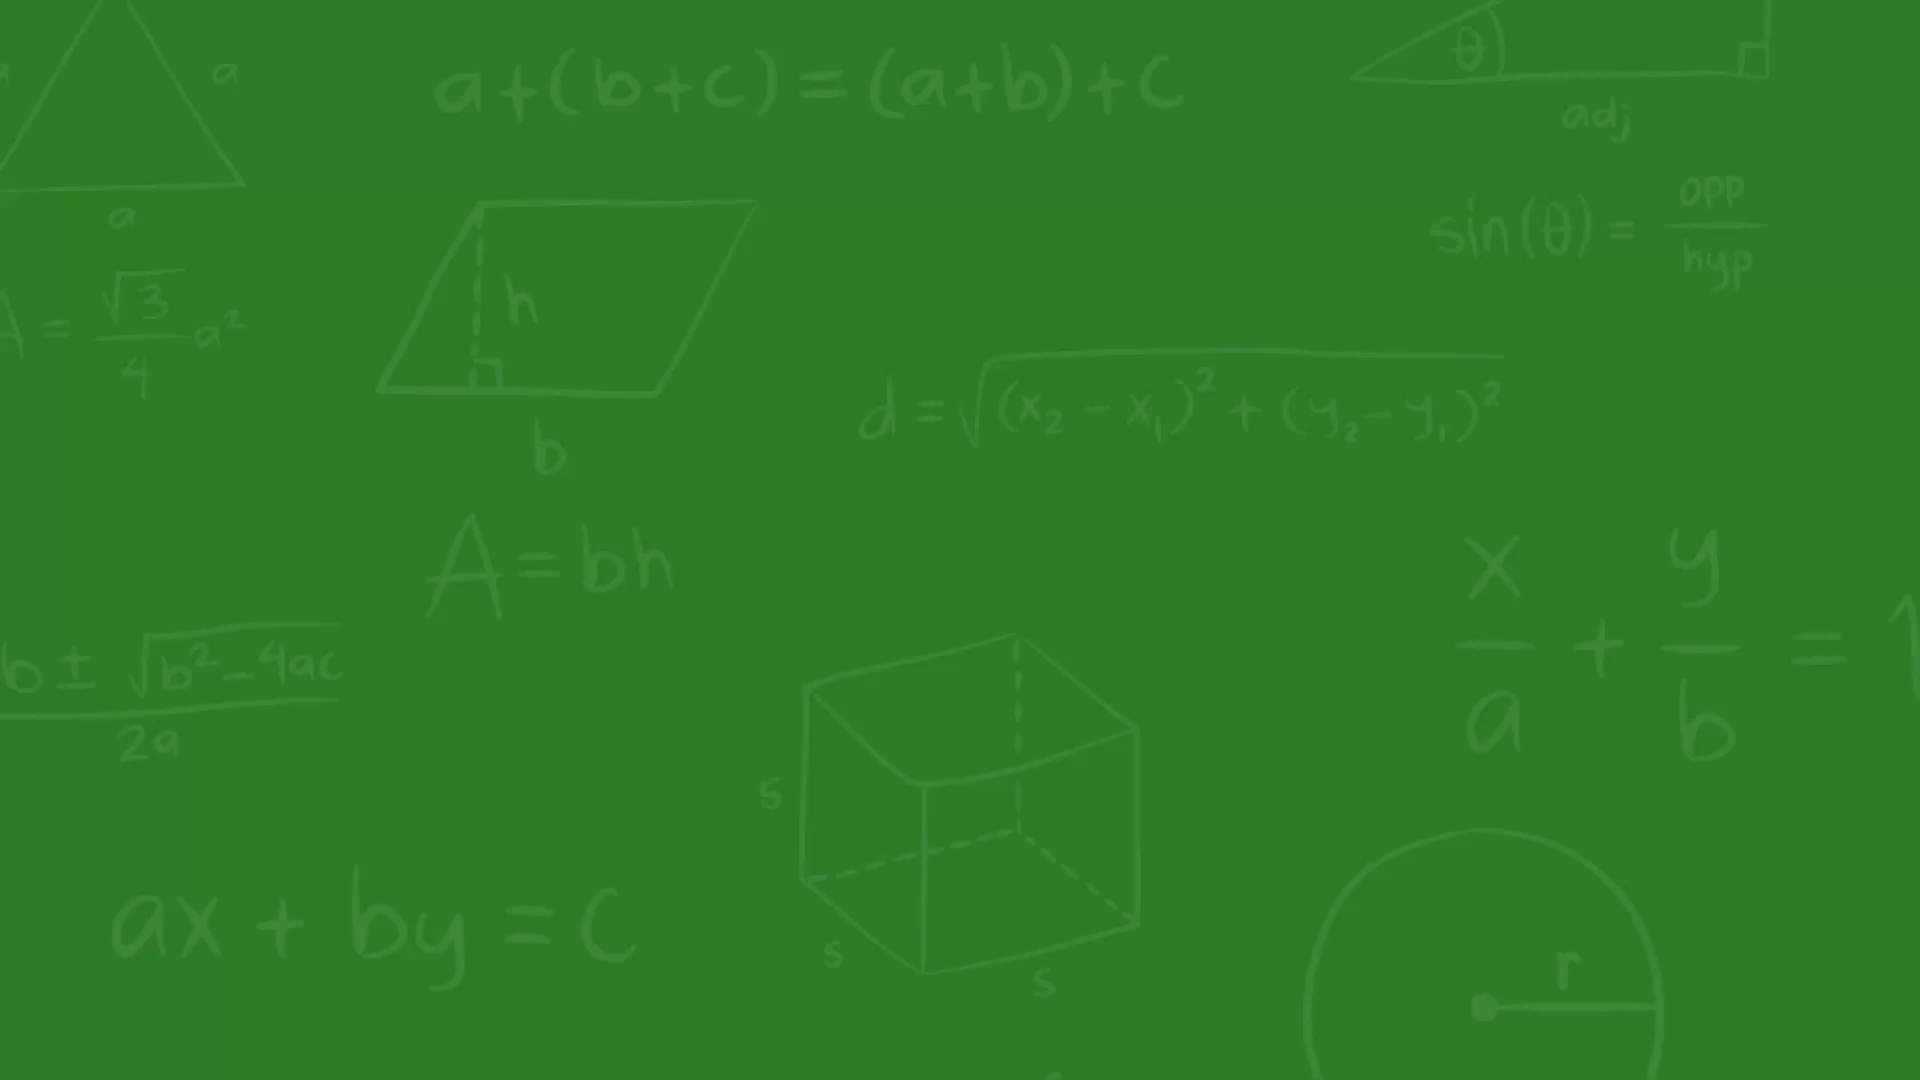 a
a
a
a+(b+c)=(a+b)+c
θ
adj
sin(θ) = opp/hyp
A = √3/4 a²
h
b
d = √(x₂ - x₁)² + (y₂ - y₁)²
A = bh
x/a + y/b = 1
b ± √b² - 4ac
2a
s
s
s
ax + by = c
r